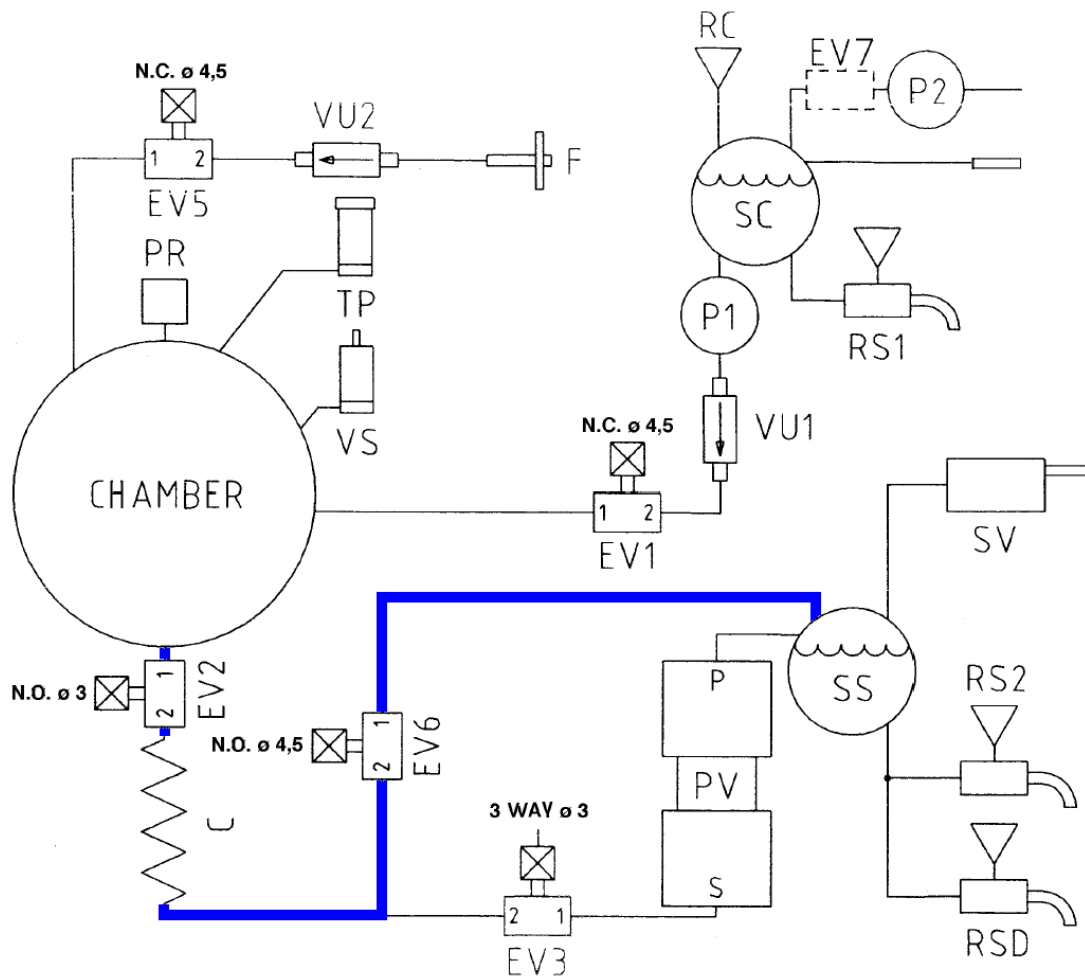 RC
N.C. ø 4,5
EV7
P2
VU2
1 2
F
EV5
SC
PR
TP
P1
RS1
VS
N.C. ø 4,5
VU1
CHAMBER
1 2
EV1
SV
1
2
EV2
N.O. ø 3
P
SS
RS2
1
2
EV6
N.O. ø 4,5
PV
C
3 WAY ø 3
S
2 1
EV3
RSD